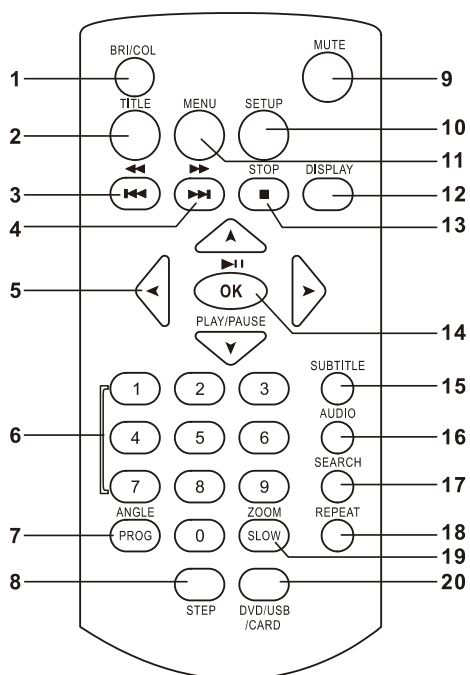 BRI/COL MUTE
1 9
TITLE MENU SETUP
2 10
11
STOP DISPLAY
3 12
4 13
5 OK
PLAY/PAUSE 14
SUBTITLE
1 2 3 15
AUDIO
6 4 5 6 16
SEARCH
7 8 9 17
ANGLE ZOOM REPEAT
7 PROG 0 SLOW 18
19
8 20
STEP DVD/USB
/CARD